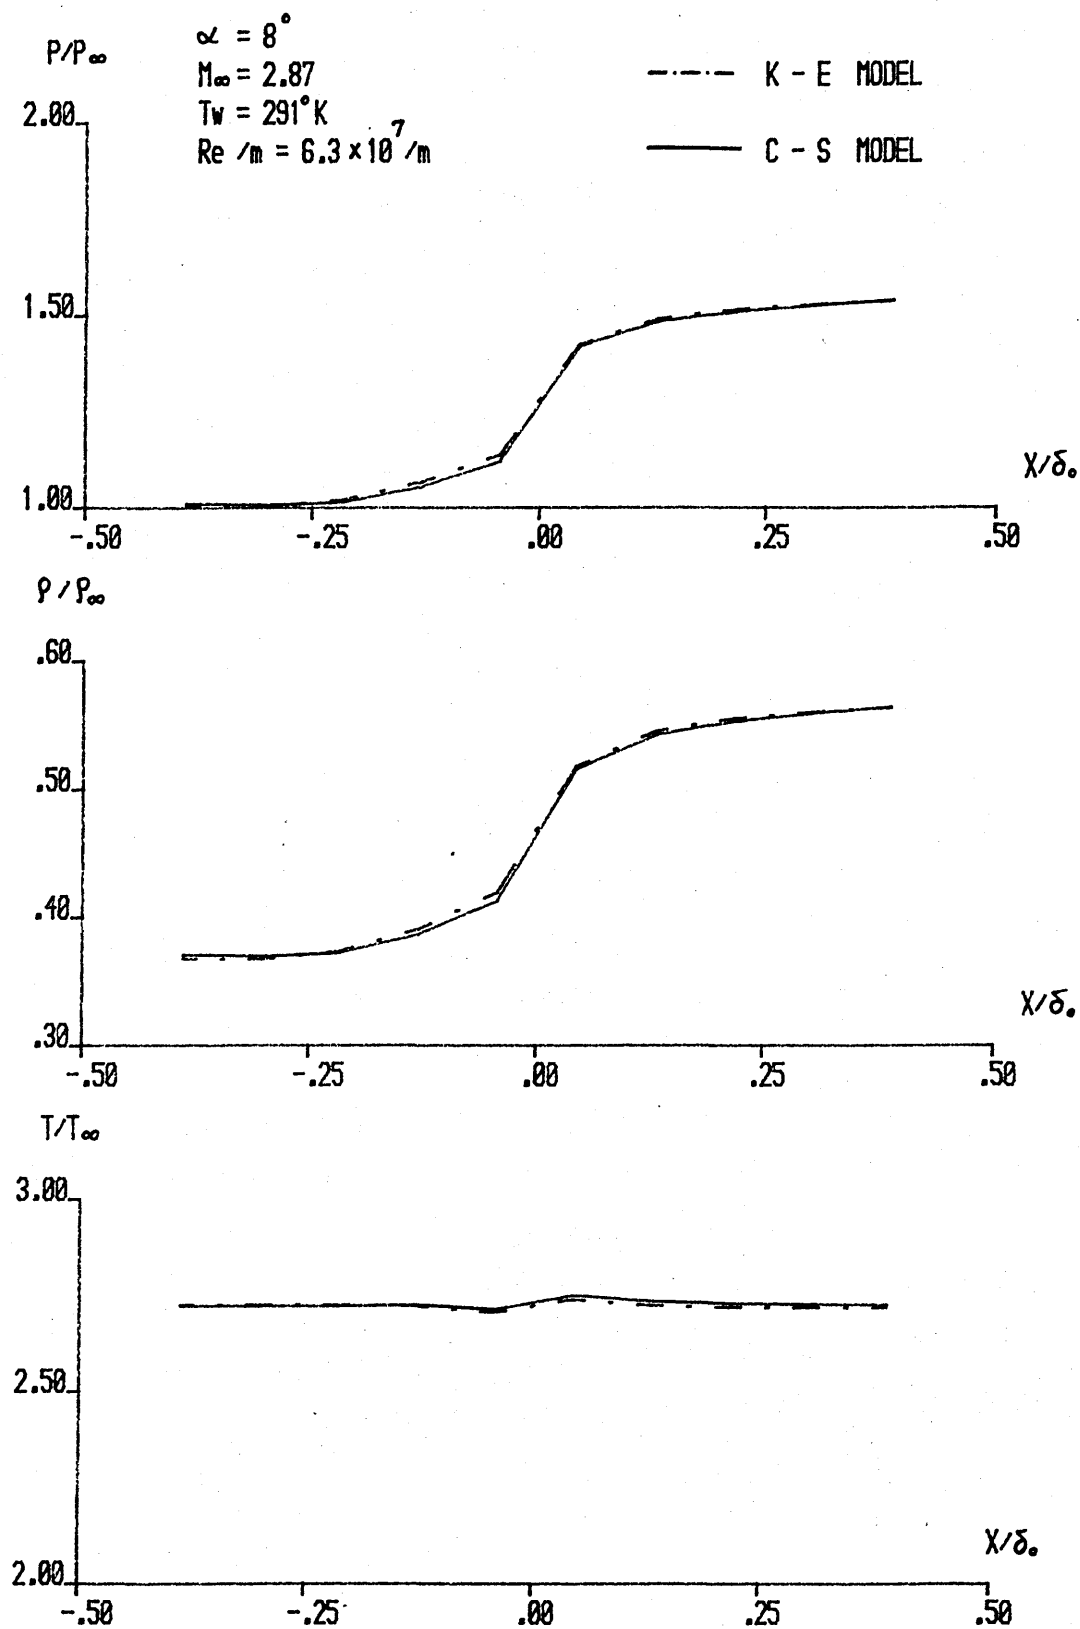 P/P∞
α = 8°
M∞ = 2.87
Tw = 291°K
Re /m = 6.3×10⁷/m
K - E MODEL
C - S MODEL
2.00
1.50
1.00
X/δ₀
-.50 -.25 .00 .25 .50
ρ/ρ∞
.60
.50
.40
.30
X/δ₀
-.50 -.25 .00 .25 .50
T/T∞
3.00
2.50
2.00
X/δ₀
-.50 -.25 .00 .25 .50